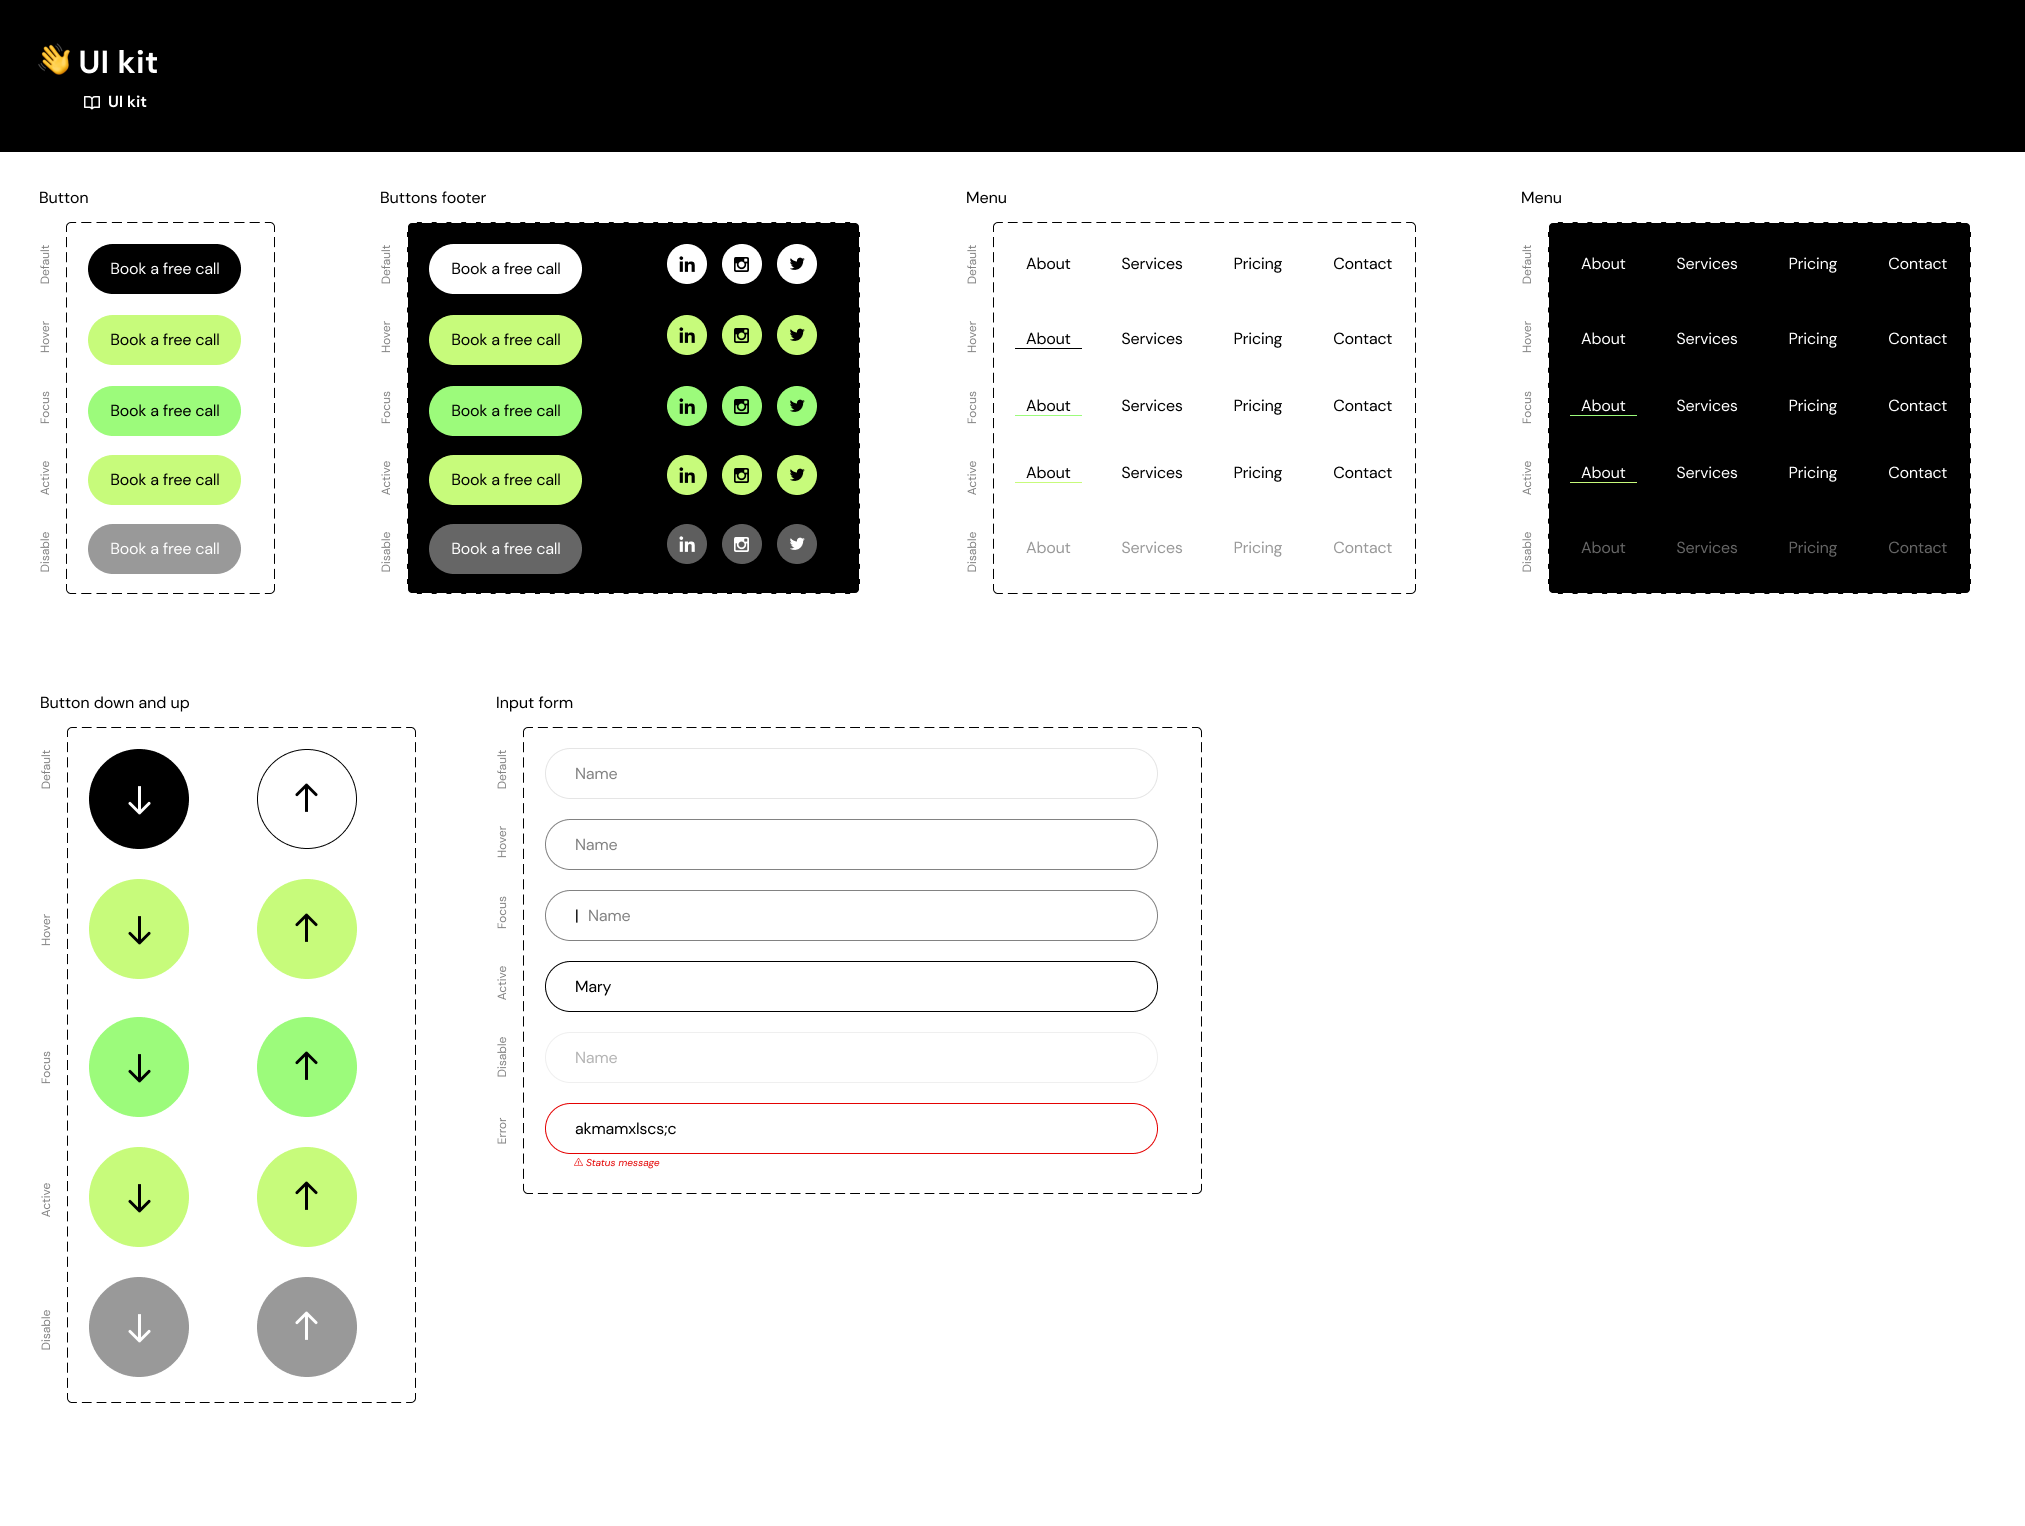 👋 UI kit
UI kit
Button
Default
Book a free call
Hover
Book a free call
Focus
Book a free call
Active
Book a free call
Disable
Book a free call
Buttons footer
Default
Book a free call
in
Hover
Book a free call
in
Focus
Book a free call
in
Active
Book a free call
in
Disable
Book a free call
in
Menu
Default
About Services Pricing Contact
Hover
About Services Pricing Contact
Focus
About Services Pricing Contact
Active
About Services Pricing Contact
Disable
About Services Pricing Contact
Menu
Default
About Services Pricing Contact
Hover
About Services Pricing Contact
Focus
About Services Pricing Contact
Active
About Services Pricing Contact
Disable
About Services Pricing Contact
Button down and up
Default
Hover
Focus
Active
Disable
Input form
Default
Name
Hover
Name
Focus
| Name
Active
Mary
Disable
Name
Error
akmamxlscs;c
⚠ Status message